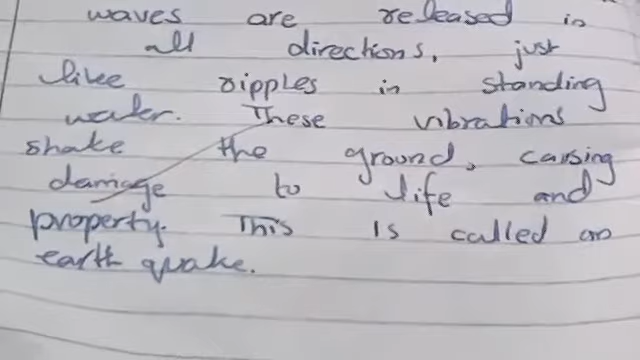 waves are released in
all directions, just
like ripples in standing
water. These vibrations
shake the ground, causing
damage to life and
property. This is called an
earth quake.